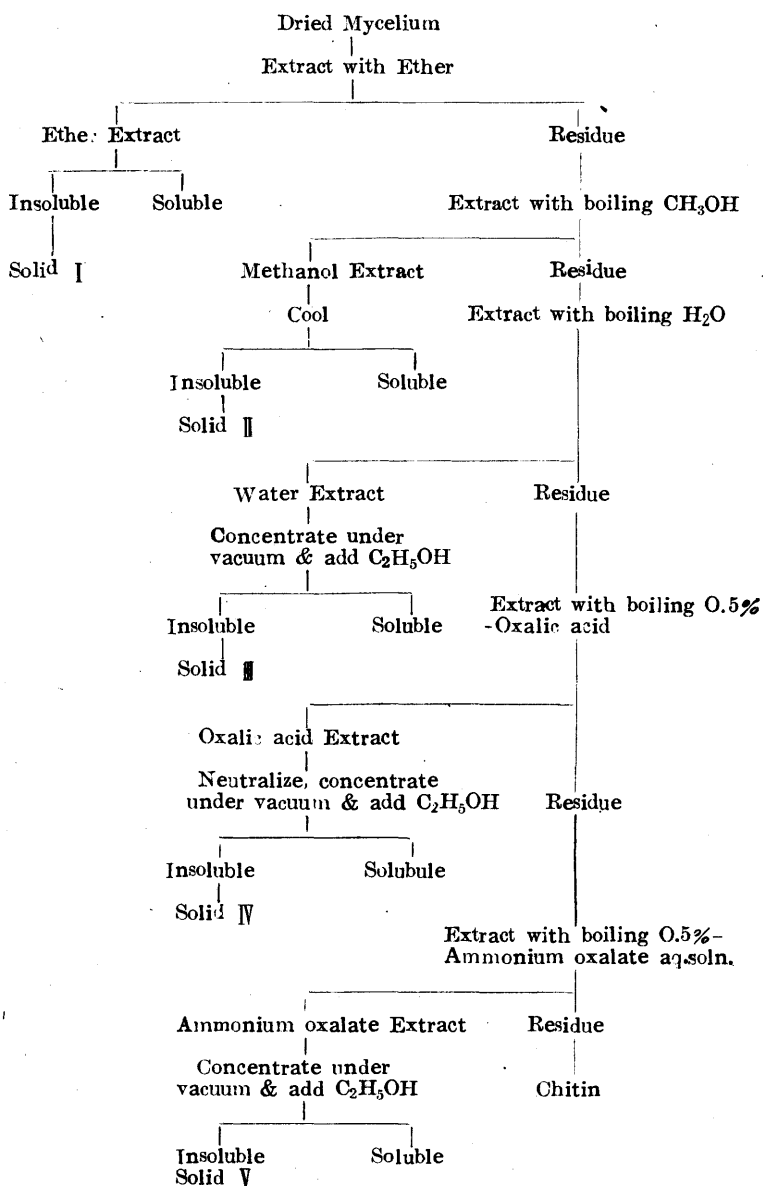 Dried Mycelium
Extract with Ether
Ether Extract
Residue
Insoluble
Soluble
Extract with boiling CH₃OH
Solid Ⅰ
Methanol Extract
Residue
Cool
Extract with boiling H₂O
Insoluble
Soluble
Solid Ⅱ
Water Extract
Residue
Concentrate under
vacuum & add C₂H₅OH
Extract with boiling 0.5%
-Oxalic acid
Insoluble
Soluble
Solid Ⅲ
Oxalic acid Extract
Neutralize, concentrate
under vacuum & add C₂H₅OH
Residue
Insoluble
Solubule
Solid Ⅳ
Extract with boiling 0.5%-
Ammonium oxalate aq.soln.
Ammonium oxalate Extract
Residue
Concentrate under
vacuum & add C₂H₅OH
Chitin
Insoluble
Soluble
Solid Ⅴ